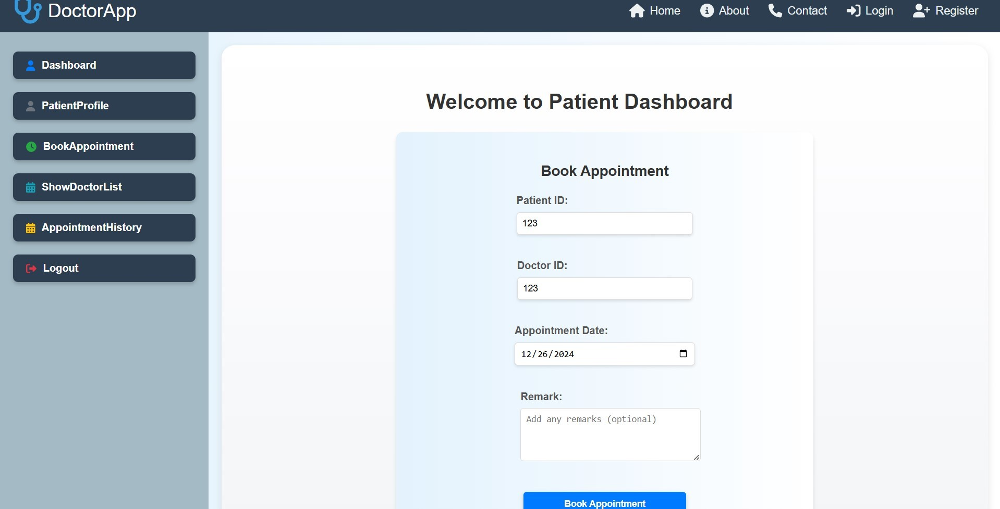 DoctorApp
Home About Contact Login Register
Dashboard
PatientProfile
BookAppointment
ShowDoctorList
AppointmentHistory
Logout
Welcome to Patient Dashboard
Book Appointment
Patient ID:
123
Doctor ID:
123
Appointment Date:
12/26/2024
Remark:
Add any remarks (optional)
Book Appointment